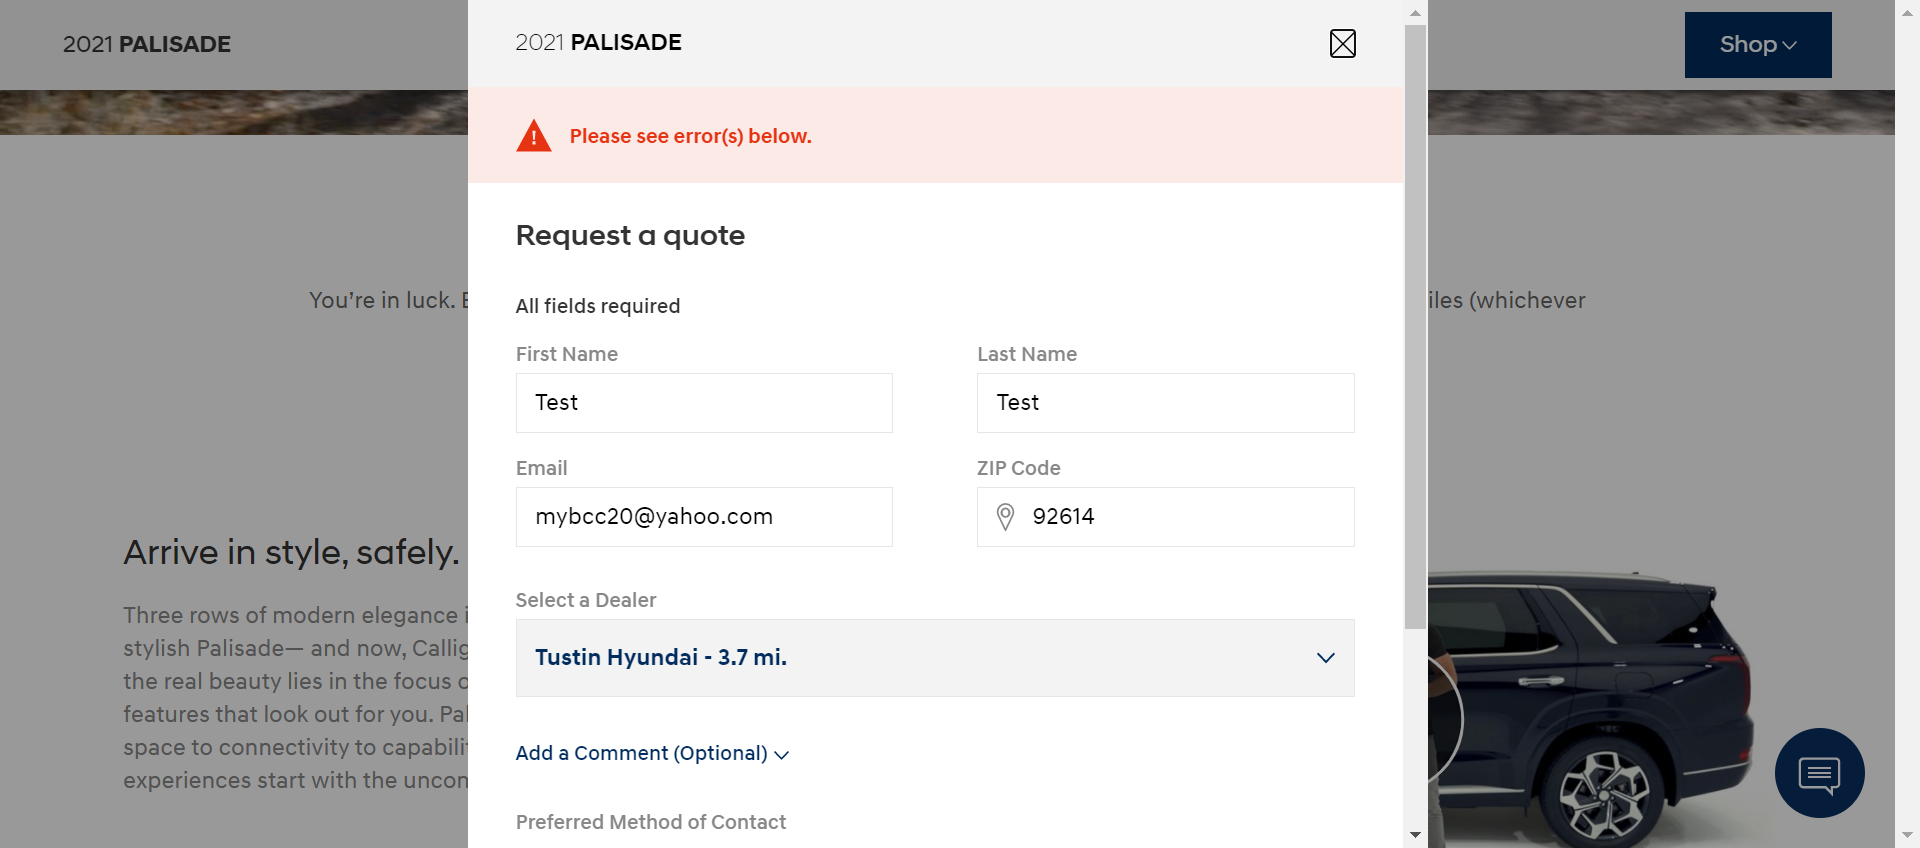 2021 PALISADE
2021 PALISADE
Shop
Please see error(s) below.
Request a quote
You're in luck.
iles (whichever
All fields required
First Name
Last Name
Test
Test
Email
ZIP Code
mybcc20@yahoo.com
92614
Arrive in style, safely.
Select a Dealer
Three rows of modern elegance i
Tustin Hyundai - 3.7 mi.
stylish Palisade— and now, Callig
the real beauty lies in the focus o
features that look out for you. Pal
space to connectivity to capabilit
Add a Comment (Optional)
experiences start with the uncom
Preferred Method of Contact